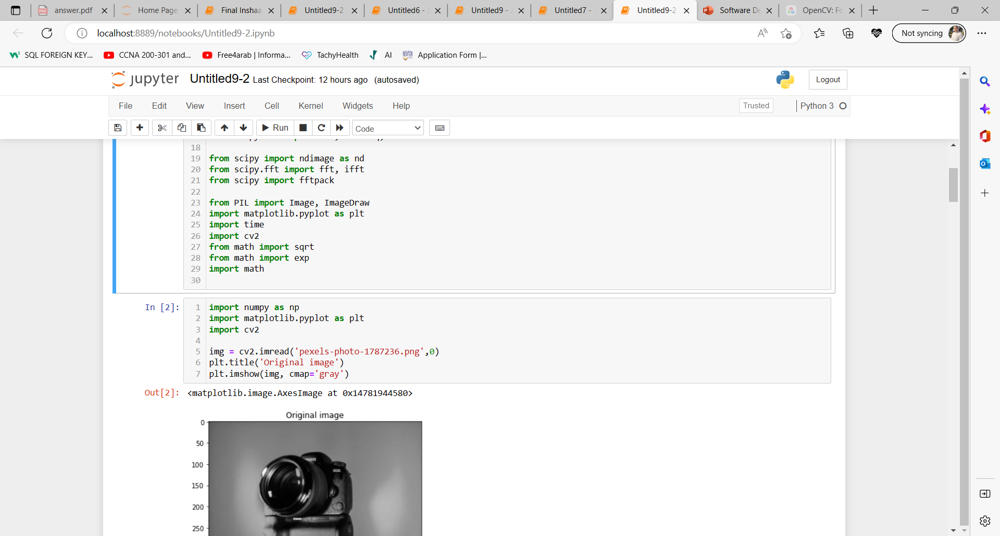 answer.pdf
Home Page
Final Inshaa
Untitled9-2
Untitled6 -
Untitled9 -
Untitled7 -
Untitled9-2
Software De
OpenCV: Fo
localhost:8889/notebooks/Untitled9-2.ipynb
Not syncing
SQL FOREIGN KEY...
CCNA 200-301 and...
Free4arab | Informa...
TachyHealth
AI
Application Form |...
jupyter Untitled9-2 Last Checkpoint: 12 hours ago (autosaved)
Logout
File Edit View Insert Cell Kernel Widgets Help
Trusted
Python 3
Run
Code
18
19 from scipy import ndimage as nd
20 from scipy.fft import fft, ifft
21 from scipy import fftpack
22
23 from PIL import Image, ImageDraw
24 import matplotlib.pyplot as plt
25 import time
26 import cv2
27 from math import sqrt
28 from math import exp
29 import math
30
In [2]:
1 import numpy as np
2 import matplotlib.pyplot as plt
3 import cv2
4
5 img = cv2.imread('pexels-photo-1787236.png',0)
6 plt.title('Original image')
7 plt.imshow(img, cmap='gray')
Out[2]: <matplotlib.image.AxesImage at 0x14781944580>
Original image
0
50
100
EOS
150
200
250